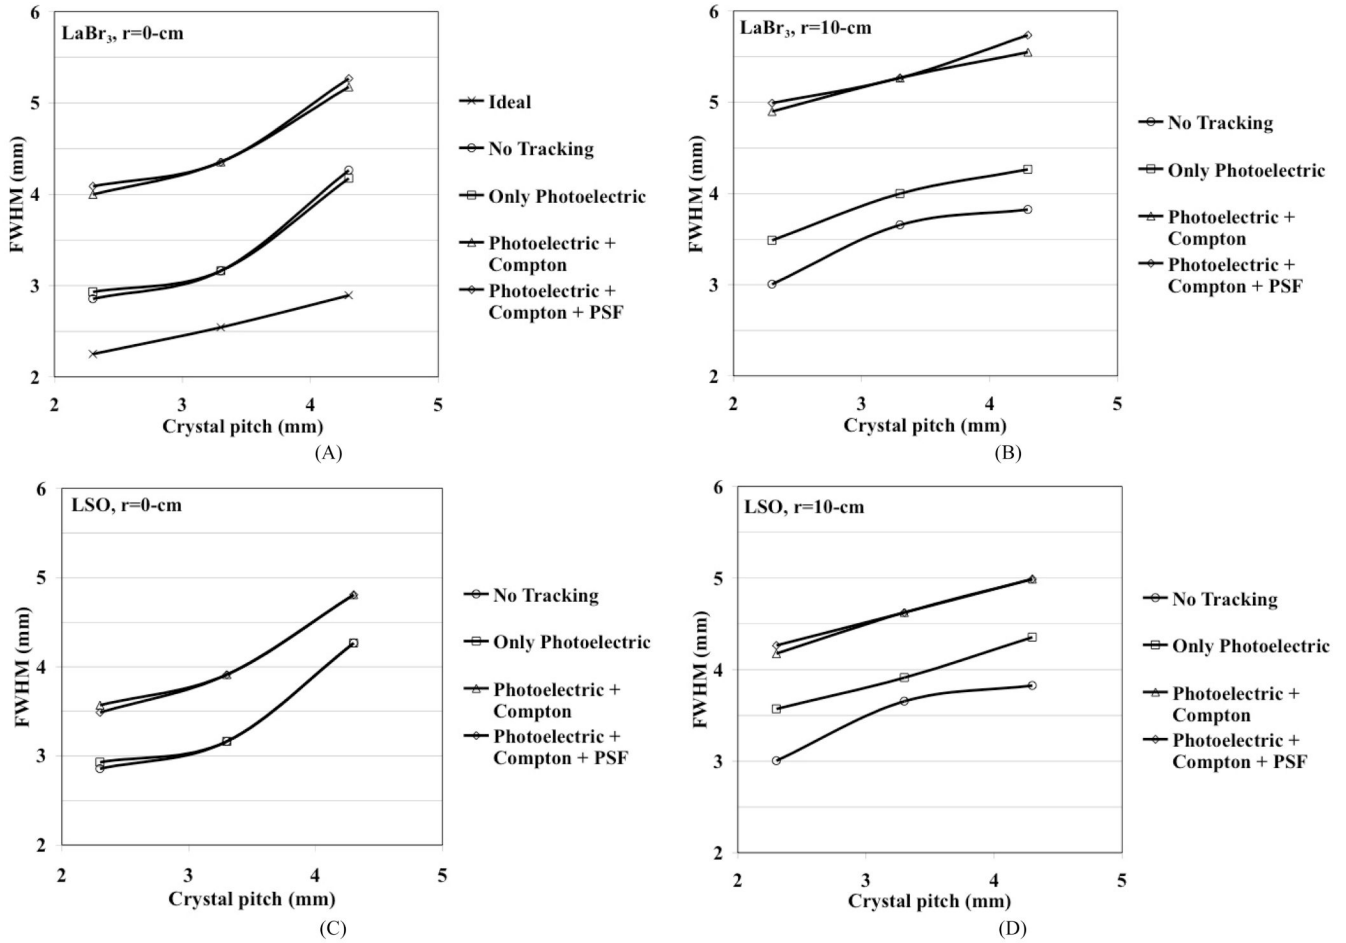 LaBr₃, r=0-cm
6
5
4
3
2
2 3 4 5
FWHM (mm)
Crystal pitch (mm)
(A)
Ideal
No Tracking
Only Photoelectric
Photoelectric +
Compton
Photoelectric +
Compton + PSF
LaBr₃, r=10-cm
6
5
4
3
2
2 3 4 5
FWHM (mm)
Crystal pitch (mm)
(B)
No Tracking
Only Photoelectric
Photoelectric +
Compton
Photoelectric +
Compton + PSF
LSO, r=0-cm
6
5
4
3
2
2 3 4 5
FWHM (mm)
Crystal pitch (mm)
(C)
No Tracking
Only Photoelectric
Photoelectric +
Compton
Photoelectric +
Compton + PSF
LSO, r=10-cm
6
5
4
3
2
2 3 4 5
FWHM (mm)
Crystal pitch (mm)
(D)
No Tracking
Only Photoelectric
Photoelectric +
Compton
Photoelectric +
Compton + PSF